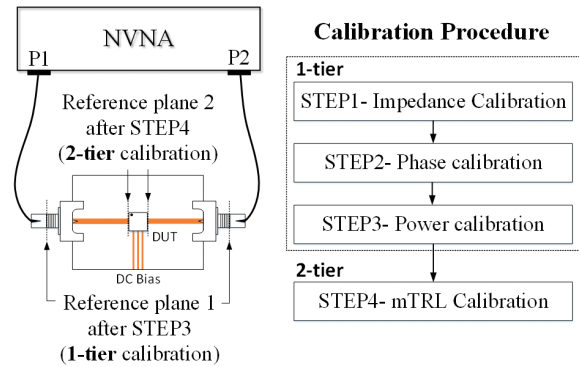 NVNA
P1
P2
Reference plane 2
after STEP4
(2-tier calibration)
DUT
DC Bias
Reference plane 1
after STEP3
(1-tier calibration)
Calibration Procedure
1-tier
STEP1- Impedance Calibration
STEP2- Phase calibration
STEP3- Power calibration
2-tier
STEP4- mTRL Calibration